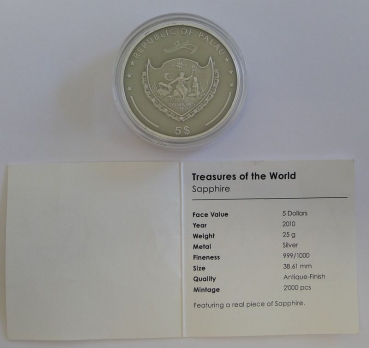 REPUBLIC OF PALAU
5$
Treasures of the World
Sapphire
Face Value 5 Dollars
Year 2010
Weight 25 g
Metal Silver
Fineness 999/1000
Size 38.61 mm
Quality Antique-Finish
Mintage 2000 pcs
Featuring a real piece of Sapphire.